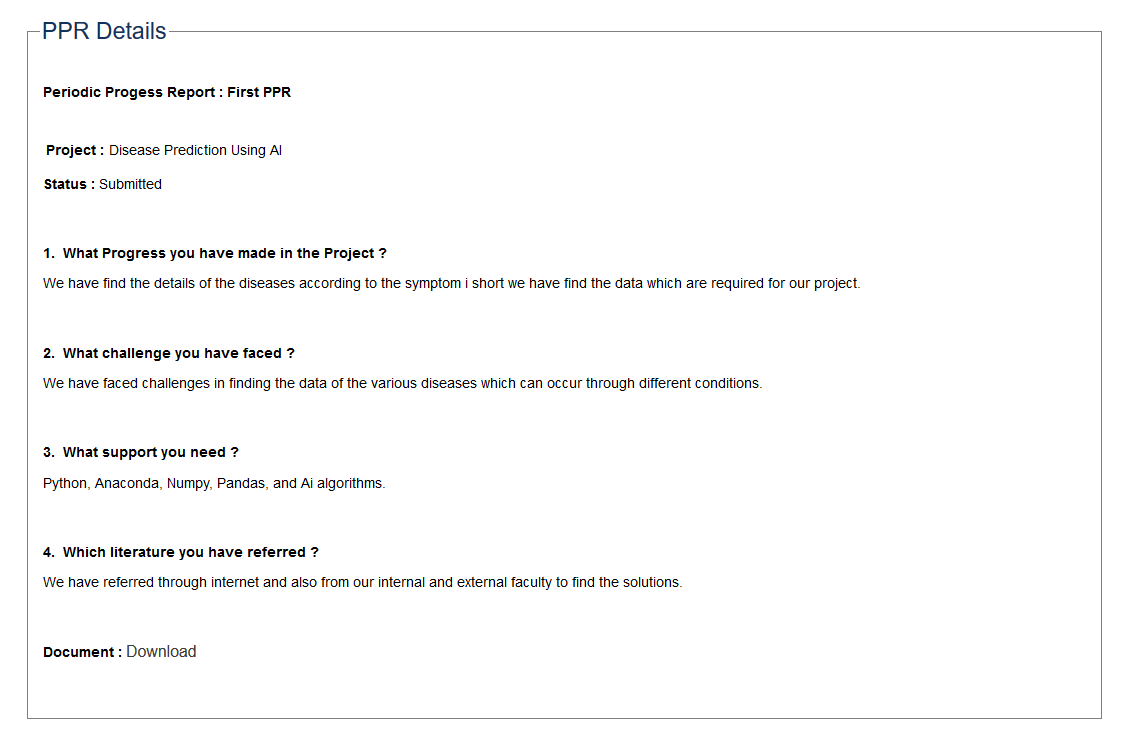 PPR Details
Periodic Progess Report : First PPR
Project : Disease Prediction Using AI
Status : Submitted
1. What Progress you have made in the Project ?
We have find the details of the diseases according to the symptom i short we have find the data which are required for our project.
2. What challenge you have faced ?
We have faced challenges in finding the data of the various diseases which can occur through different conditions.
3. What support you need ?
Python, Anaconda, Numpy, Pandas, and Ai algorithms.
4. Which literature you have referred ?
We have referred through internet and also from our internal and external faculty to find the solutions.
Document : Download